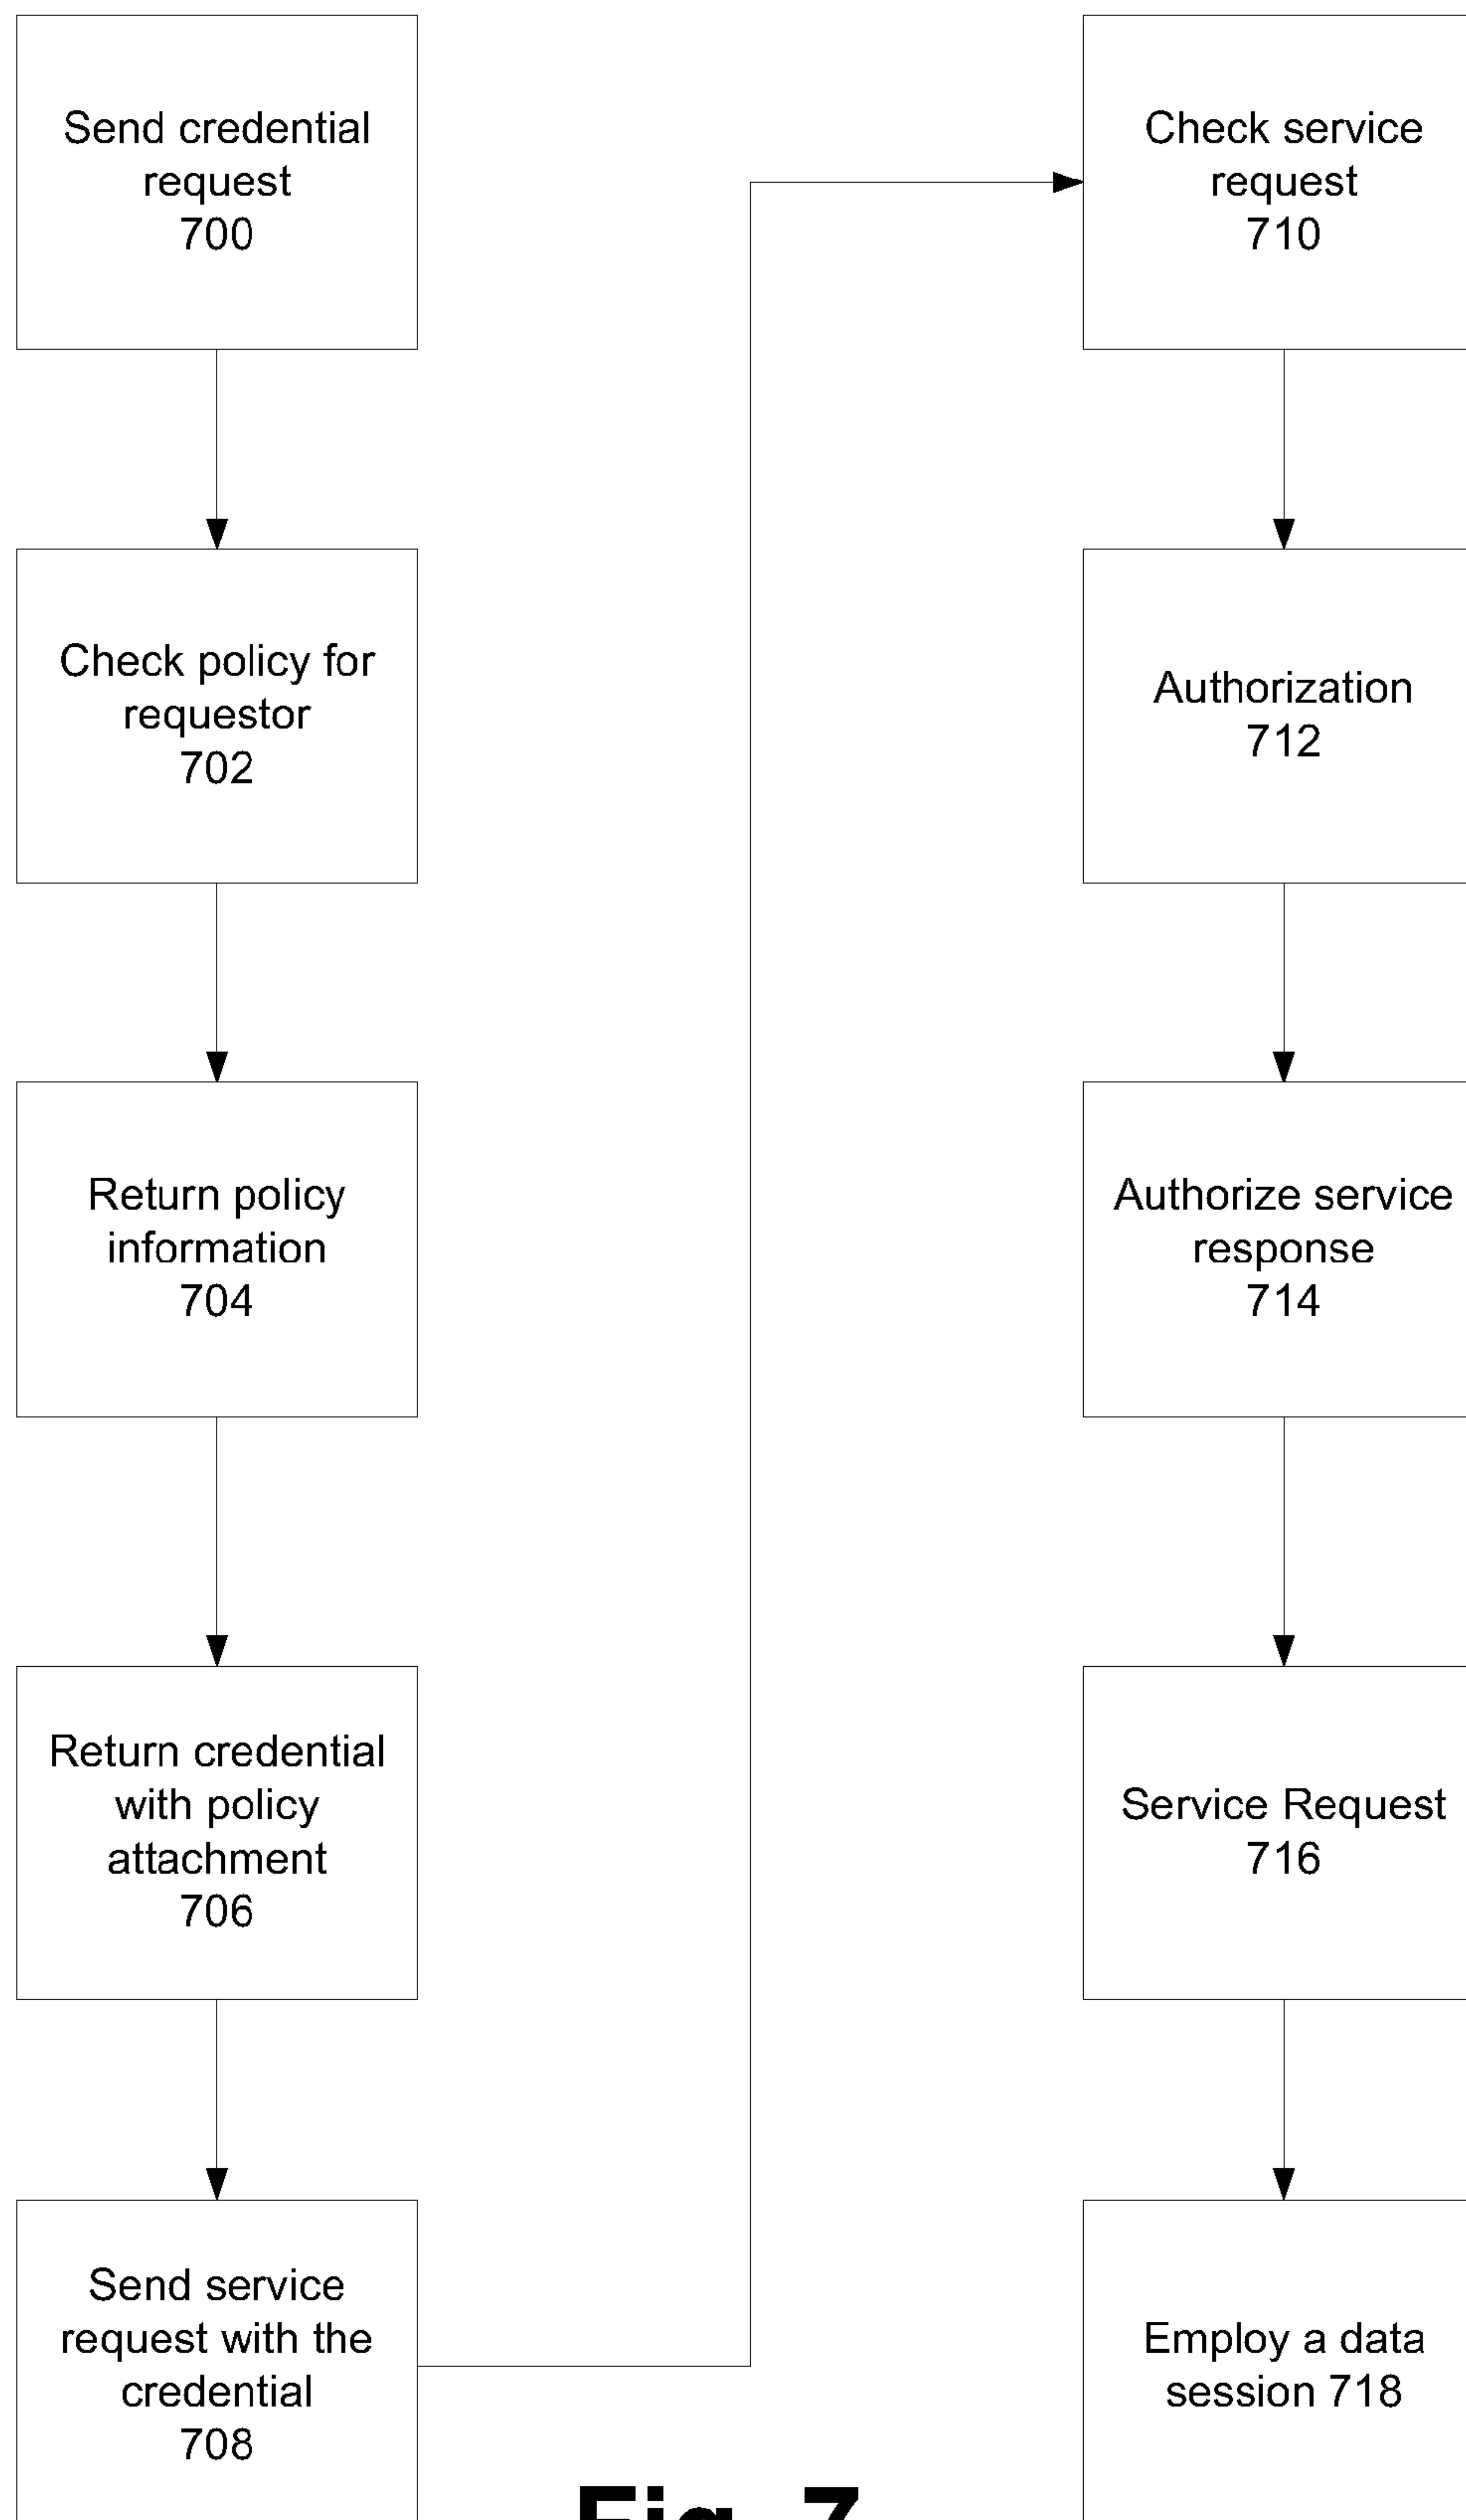 Send credential
request
700
Check policy for
requestor
702
Return policy
information
704
Return credential
with policy
attachment
706
Send service
request with the
credential
708
Check service
request
710
Authorization
712
Authorize service
response
714
Service Request
716
Employ a data
session 718
Fig. 7